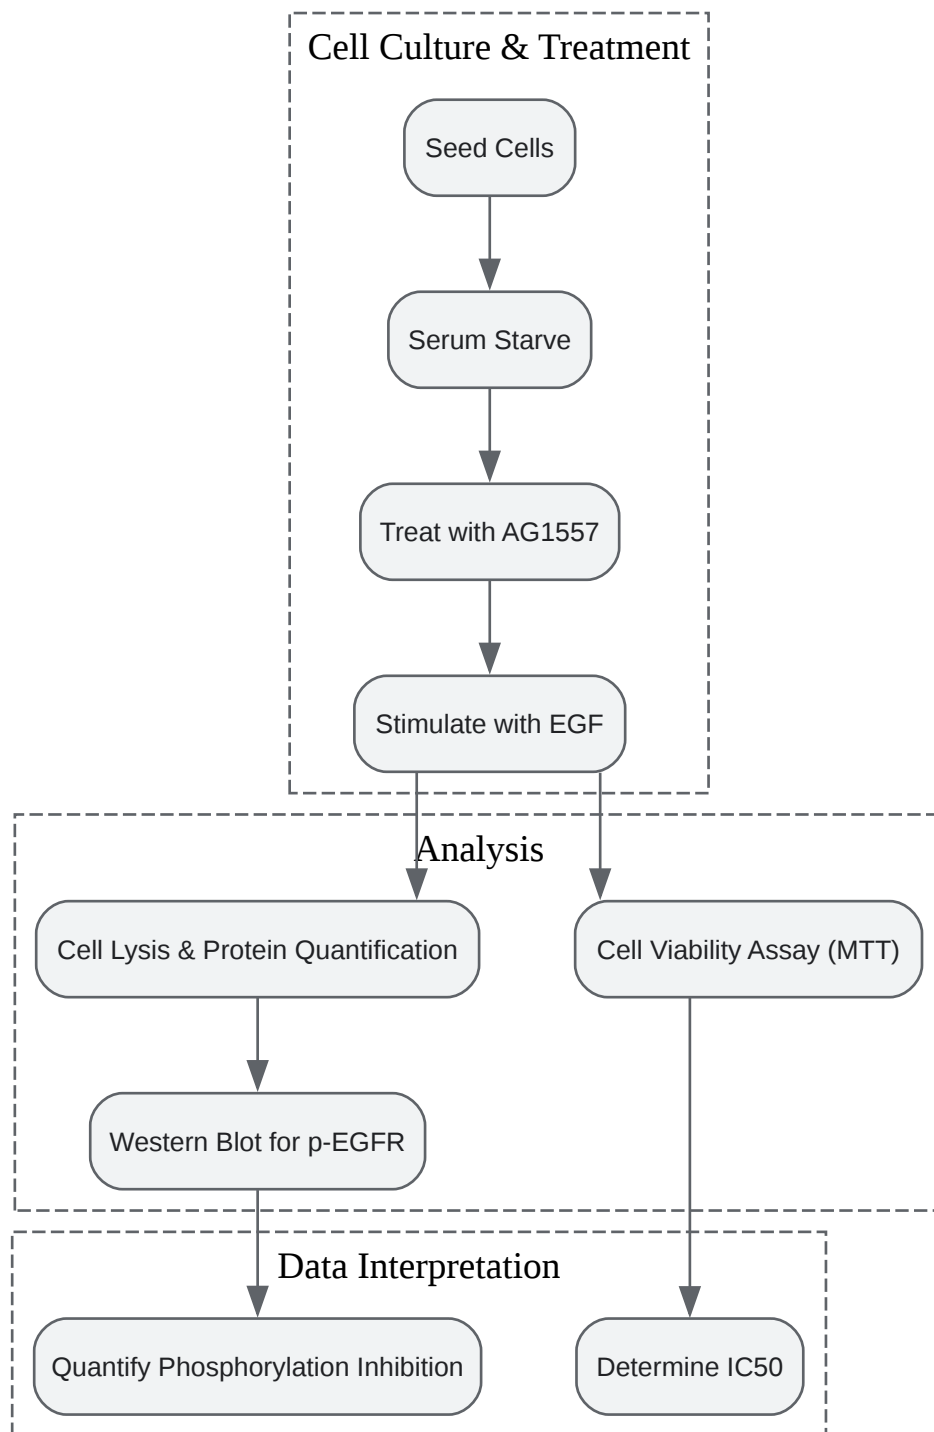 Cell Culture & Treatment
Seed Cells
Serum Starve
Treat with AG1557
Stimulate with EGF
Analysis
Cell Lysis & Protein Quantification
Cell Viability Assay (MTT)
Western Blot for p-EGFR
Data Interpretation
Quantify Phosphorylation Inhibition
Determine IC50